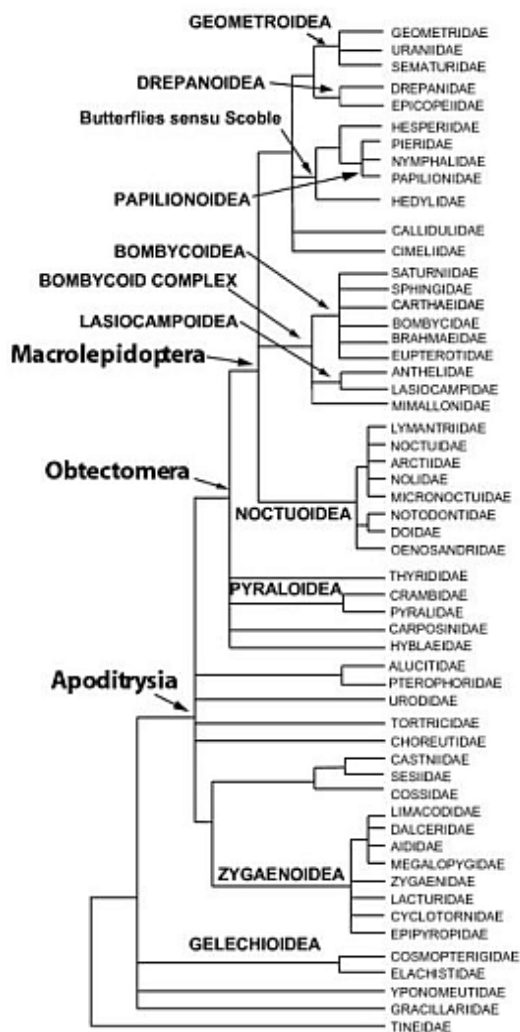 GEOMETROIDEA
GEOMETRIDAE
URANIIDAE
SEMATURIDAE
DREPANOIDEA
DREPANIDAE
EPICOPEIIDAE
Butterflies sensu Scoble
HESPERIIDAE
PIERIDAE
NYMPHALIDAE
PAPILIONIDAE
PAPILIONOIDEA
HEDYLIDAE
CALLIDULIDAE
BOMBYCOIDEA
CIMELIIDAE
BOMBYCOID COMPLEX
SATURNIIDAE
SPHINGIDAE
CARTHAEIDAE
LASIOCAMPOIDEA
BOMBYCIDAE
BRAHMAEIDAE
Macrolepidoptera
EUPTEROTIDAE
ANTHELIDAE
LASIOCAMPIDAE
MIMALLONIDAE
LYMANTRIIDAE
NOCTUIDAE
ARCTIIDAE
Obtectomera
NOLIDAE
MICRONOCTUIDAE
NOCTUOIDEA
NOTODONTIDAE
DOIDAE
OENOSANDRIDAE
THYRIDIDAE
PYRALOIDEA
CRAMBIDAE
PYRALIDAE
CARPOSINIDAE
HYBLAEIDAE
ALUCITIDAE
Apoditrysia
PTEROPHORIDAE
URODIDAE
TORTRICIDAE
CHOREUTIDAE
CASTNIIDAE
SESIIDAE
COSSIDAE
LIMACODIDAE
DALCERIDAE
AIDIDAE
MEGALOPYGIDAE
ZYGAENOIDEA
ZYGAENIDAE
LACTURIDAE
CYCLOTORNIDAE
EPIPYROPIDAE
GELECHIOIDEA
COSMOPTERIGIDAE
ELACHISTIDAE
YPONOMEUTIDAE
GRACILLARIIDAE
TINEIDAE